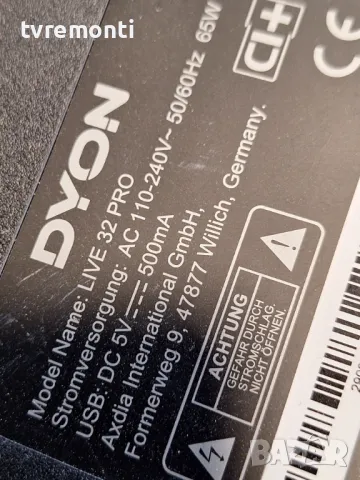 tvremonti
DYON
CI+
CE
Model Name: LIVE 32 PRO
Stromversorgung: AC 110-240V~ 50/60Hz 65W
USB: DC 5V 500mA
Axdia International GmbH,
Formerweg 9, 47877 Willich, Germany.
ACHTUNG
GEFAHR DURCH
STROMSCHLAG.
NICHT ÖFFNEN
Bazar.bg